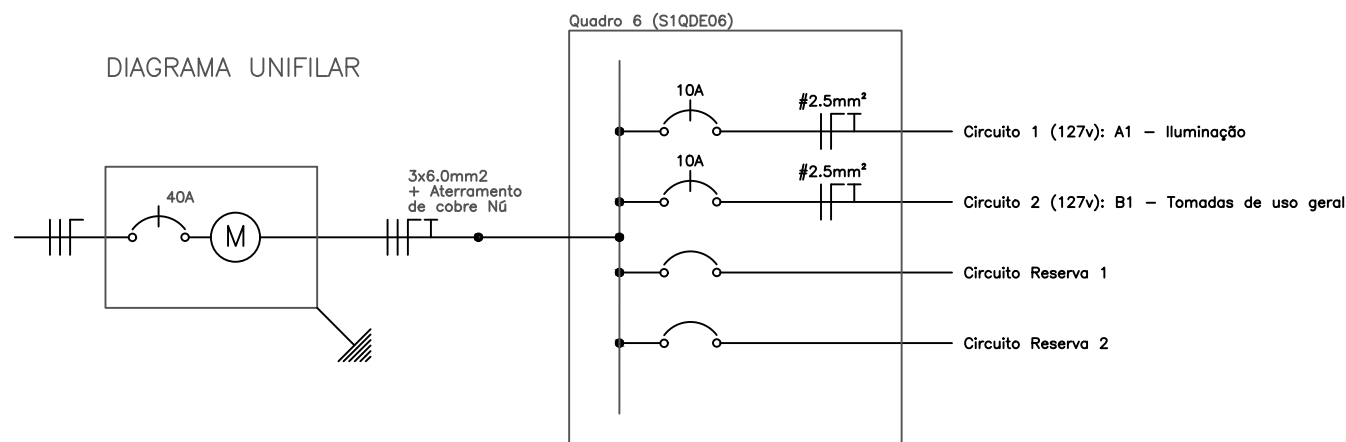 Quadro 6 (S1QDE06)
DIAGRAMA UNIFILAR
10A
#2.5mm²
Circuito 1 (127v): A1 – Iluminação
10A
#2.5mm²
Circuito 2 (127v): B1 – Tomadas de uso geral
40A
M
3x6.0mm2
+ Aterramento
de cobre Nú
Circuito Reserva 1
Circuito Reserva 2